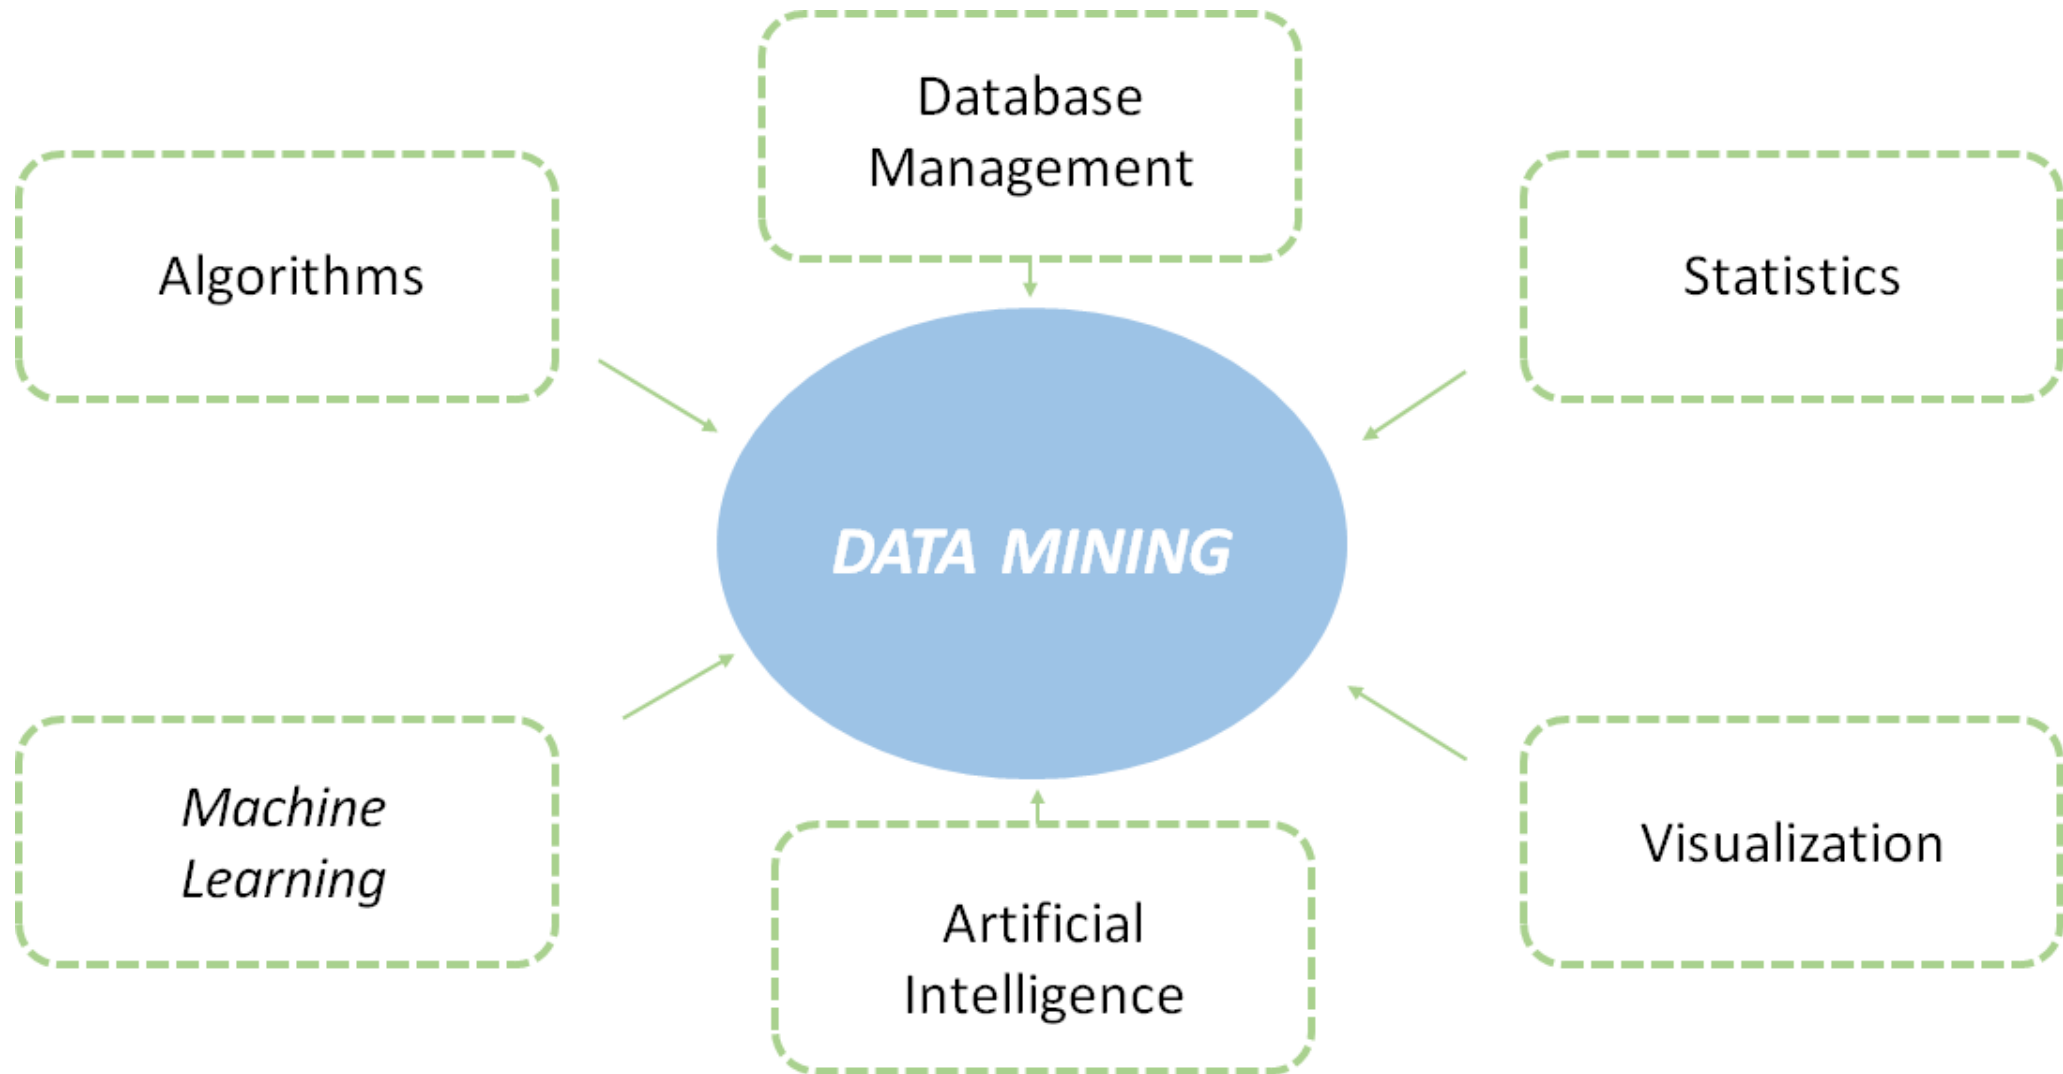 Database
Management
Algorithms
Statistics
DATA MINING
Machine
Learning
Visualization
Artificial
Intelligence